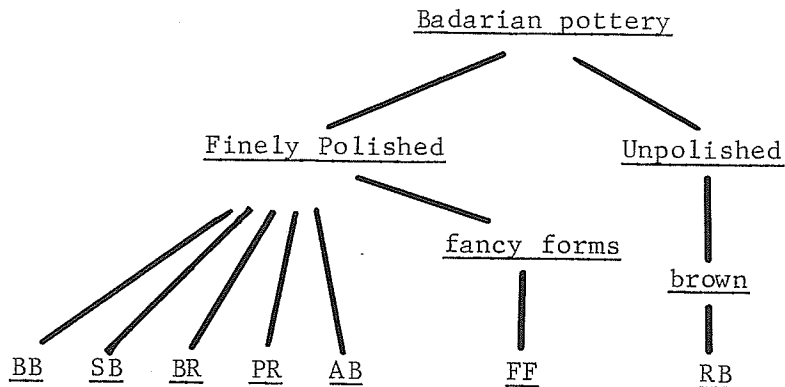 Badarian pottery
Finely Polished
Unpolished
fancy forms
brown
BB SB BR PR AB FF RB